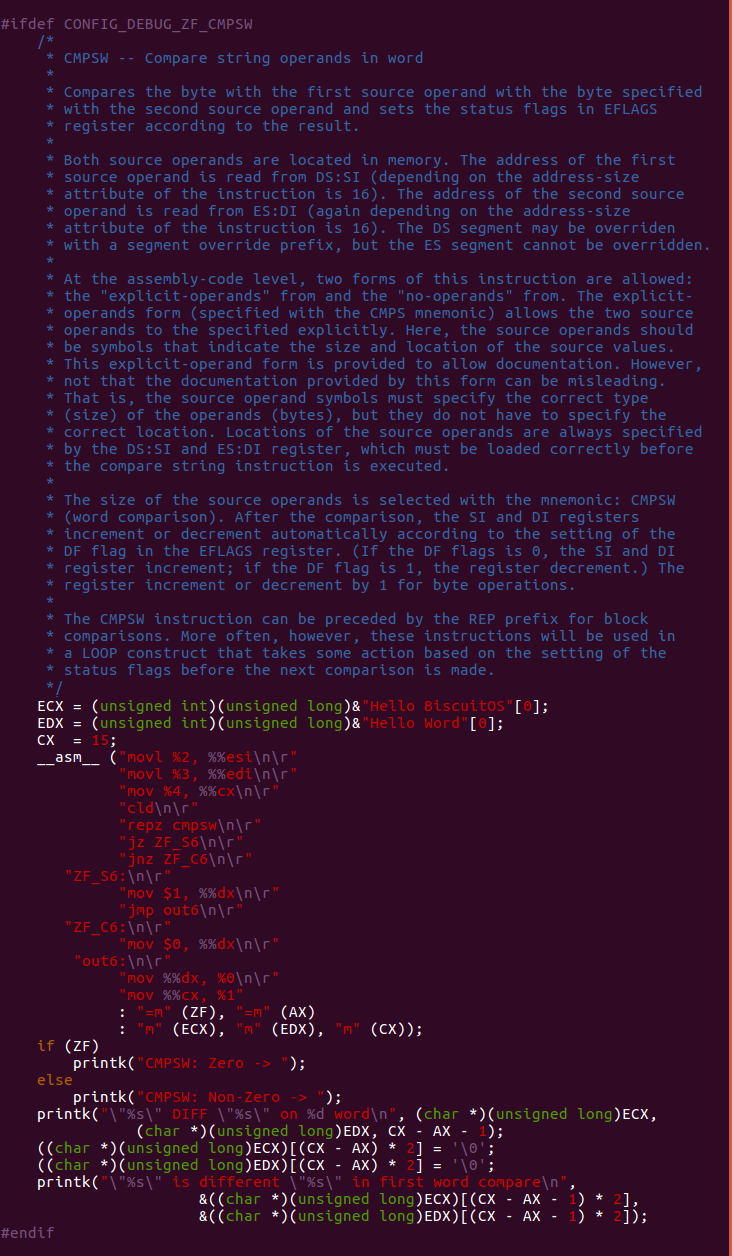 #ifdef CONFIG_DEBUG_ZF_CMPSW
    /*
     * CMPSW -- Compare string operands in word
     *
     * Compares the byte with the first source operand with the byte specified
     * with the second source operand and sets the status flags in EFLAGS
     * register according to the result.
     *
     * Both source operands are located in memory. The address of the first
     * source operand is read from DS:SI (depending on the address-size
     * attribute of the instruction is 16). The address of the second source
     * operand is read from ES:DI (again depending on the address-size
     * attribute of the instruction is 16). The DS segment may be overriden
     * with a segment override prefix, but the ES segment cannot be overridden.
     *
     * At the assembly-code level, two forms of this instruction are allowed:
     * the "explicit-operands" from and the "no-operands" from. The explicit-
     * operands form (specified with the CMPS mnemonic) allows the two source
     * operands to the specified explicitly. Here, the source operands should
     * be symbols that indicate the size and location of the source values.
     * This explicit-operand form is provided to allow documentation. However,
     * not that the documentation provided by this form can be misleading.
     * That is, the source operand symbols must specify the correct type
     * (size) of the operands (bytes), but they do not have to specify the
     * correct location. Locations of the source operands are always specified
     * by the DS:SI and ES:DI register, which must be loaded correctly before
     * the compare string instruction is executed.
     *
     * The size of the source operands is selected with the mnemonic: CMPSW
     * (word comparison). After the comparison, the SI and DI registers
     * increment or decrement automatically according to the setting of the
     * DF flag in the EFLAGS register. (If the DF flags is 0, the SI and DI
     * register increment; if the DF flag is 1, the register decrement.) The
     * register increment or decrement by 1 for byte operations.
     *
     * The CMPSW instruction can be preceded by the REP prefix for block
     * comparisons. More often, however, these instructions will be used in
     * a LOOP construct that takes some action based on the setting of the
     * status flags before the next comparison is made.
     */
    ECX = (unsigned int)(unsigned long)&"Hello BiscuitOS"[0];
    EDX = (unsigned int)(unsigned long)&"Hello Word"[0];
    CX  = 15;
    __asm__ ("movl %2, %%esi\n\r"
             "movl %3, %%edi\n\r"
             "mov %4, %%cx\n\r"
             "cld\n\r"
             "repz cmpsw\n\r"
             "jz ZF_S6\n\r"
             "jnz ZF_C6\n\r"
       "ZF_S6:\n\r"
             "mov $1, %%dx\n\r"
             "jmp out6\n\r"
       "ZF_C6:\n\r"
             "mov $0, %%dx\n\r"
        "out6:\n\r"
             "mov %%dx, %0\n\r"
             "mov %%cx, %1"
             : "=m" (ZF), "=m" (AX)
             : "m" (ECX), "m" (EDX), "m" (CX));
    if (ZF)
        printk("CMPSW: Zero -> ");
    else
        printk("CMPSW: Non-Zero -> ");
    printk("\"%s\" DIFF \"%s\" on %d word\n", (char *)(unsigned long)ECX,
               (char *)(unsigned long)EDX, CX - AX - 1);
    ((char *)(unsigned long)ECX)[(CX - AX) * 2] = '\0';
    ((char *)(unsigned long)EDX)[(CX - AX) * 2] = '\0';
    printk("\"%s\" is different \"%s\" in first word compare\n",
                      &((char *)(unsigned long)ECX)[(CX - AX - 1) * 2],
                      &((char *)(unsigned long)EDX)[(CX - AX - 1) * 2]);
#endif